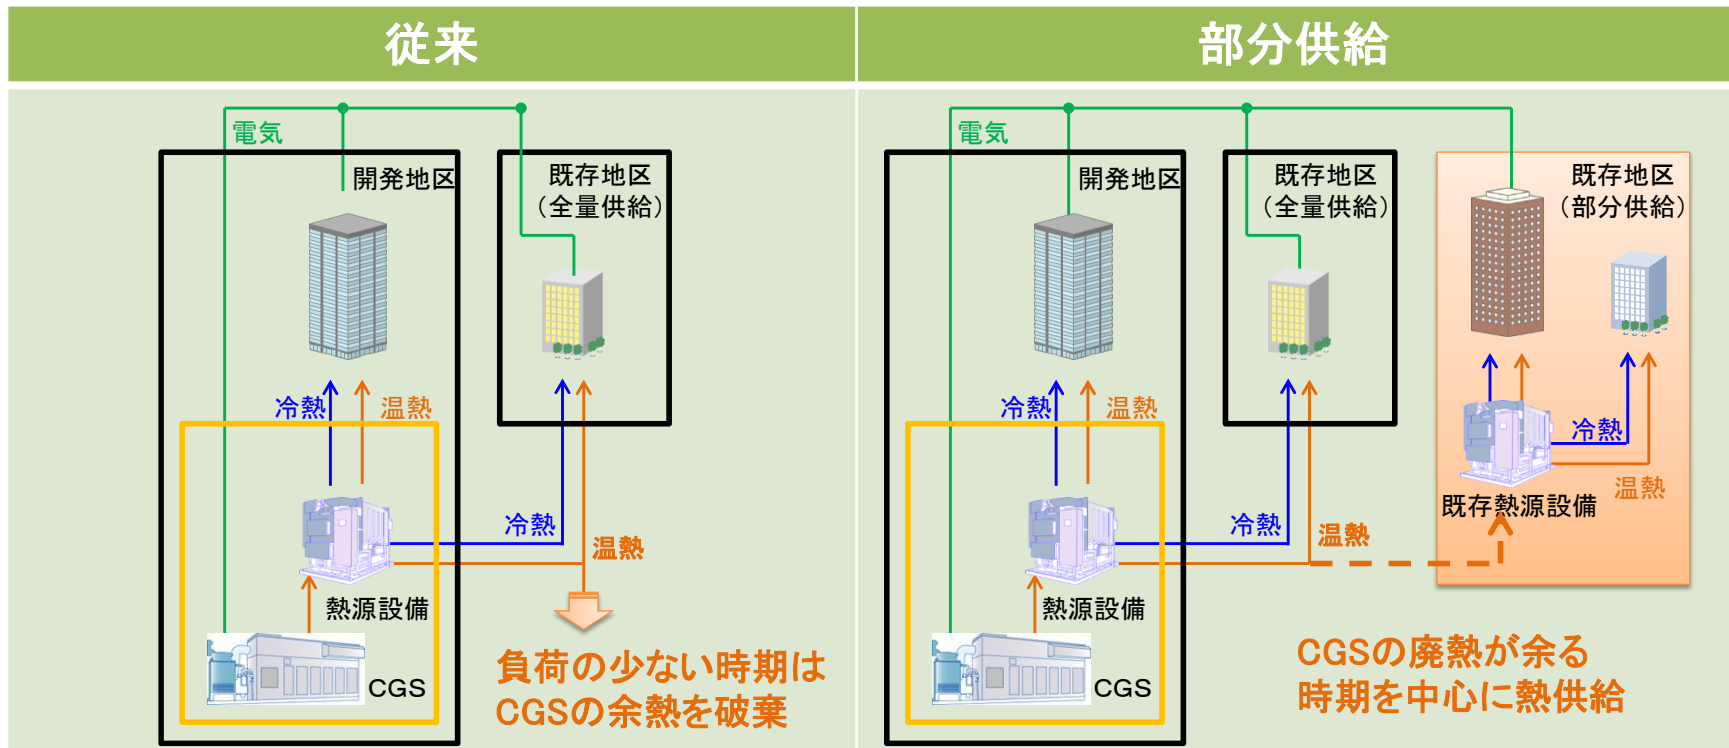 従来
電気
開発地区
既存地区
（全量供給）
冷熱
温熱
冷熱
温熱
熱源設備
CGS
負荷の少ない時期は
CGSの余熱を破棄
部分供給
電気
開発地区
既存地区
（全量供給）
既存地区
（部分供給）
冷熱
温熱
冷熱
温熱
既存熱源設備
冷熱
温熱
熱源設備
CGS
CGSの廃熱が余る
時期を中心に熱供給